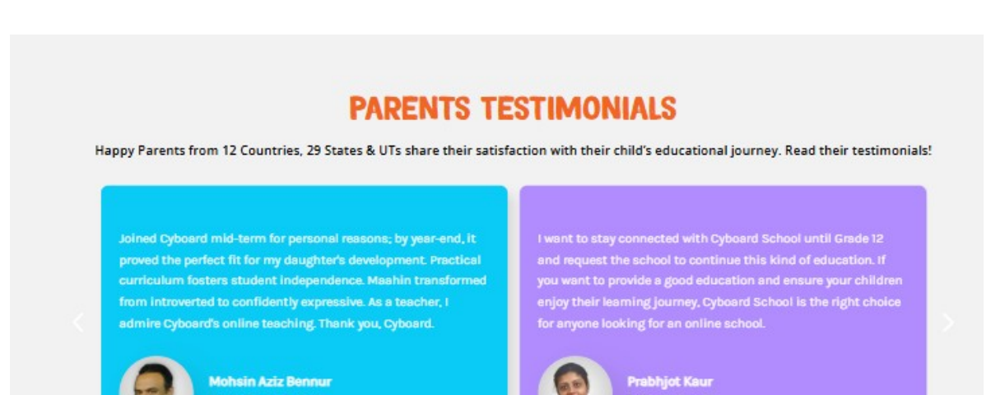 PARENTS TESTIMONIALS
Happy Parents from 12 Countries, 29 States & UTs share their satisfaction with their child's educational journey. Read their testimonials!
Joined Cyboard mid-term for personal reasons; by year-end, it
proved the perfect fit for my daughter's development. Practical
curriculum fosters student independence. Maahin transformed
from introverted to confidently expressive. As a teacher, I
admire Cyboard's online teaching. Thank you, Cyboard.
Mohsin Aziz Bennur
I want to stay connected with Cyboard School until Grade 12
and request the school to continue this kind of education. If
you want to provide a good education and ensure your children
enjoy their learning journey, Cyboard School is the right choice
for anyone looking for an online school.
Prabhjot Kaur